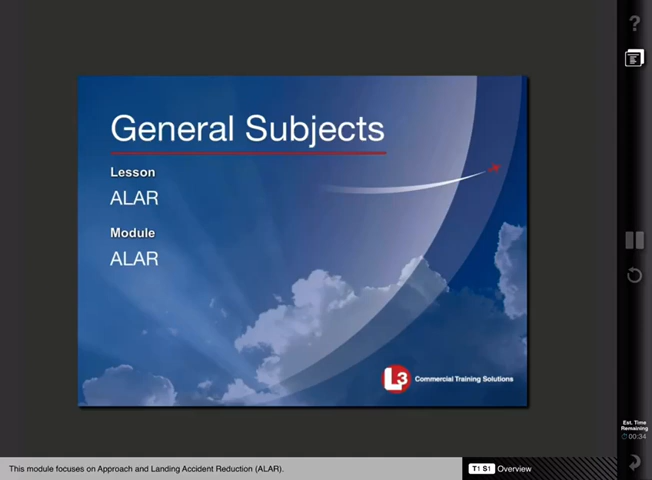 ?
General Subjects
Lesson
ALAR
Module
ALAR
L3 Commercial Training Solutions
Est. Time
Remaining
00:34
This module focuses on Approach and Landing Accident Reduction (ALAR).
T1 S1 Overview